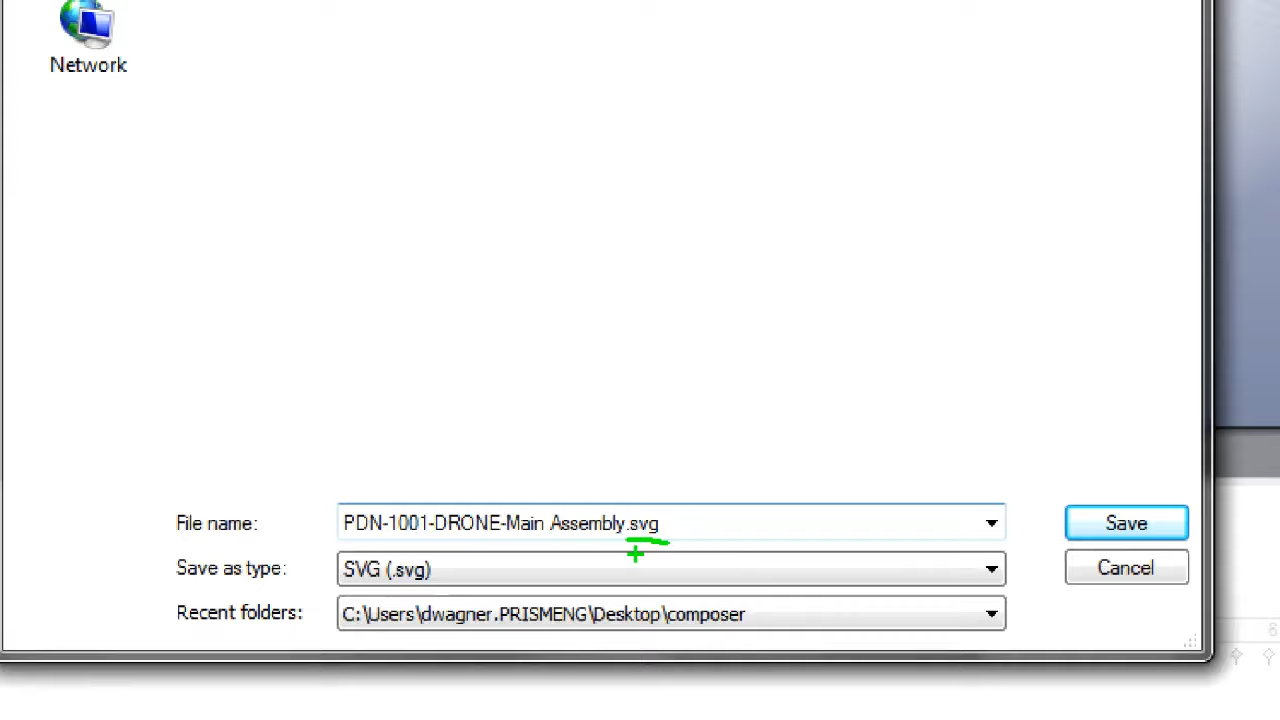 Network
File name: PDN-1001-DRONE-Main Assembly.svg Save
Save as type: SVG (.svg) Cancel
Recent folders: C:\Users\dwagner.PRISMENG\Desktop\composer
6